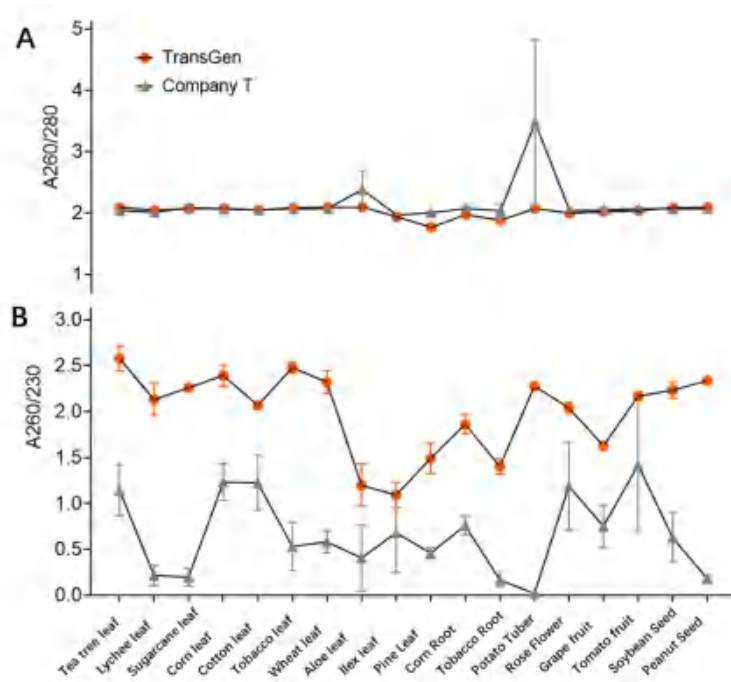 A
5
TransGen
Company T
4
A260/280
3
2
1
B
3.0
2.5
2.0
A260/230
1.5
1.0
0.5
0.0
Tea tree leaf
Lychee leaf
Sugarcane leaf
Corn leaf
Cotton leaf
Tobacco leaf
Wheat leaf
Aloe leaf
Ilex leaf
Pine Leaf
Corn Root
Tobacco Root
Potato Tuber
Rose Flower
Grape fruit
Tomato fruit
Soybean Seed
Peanut Seed